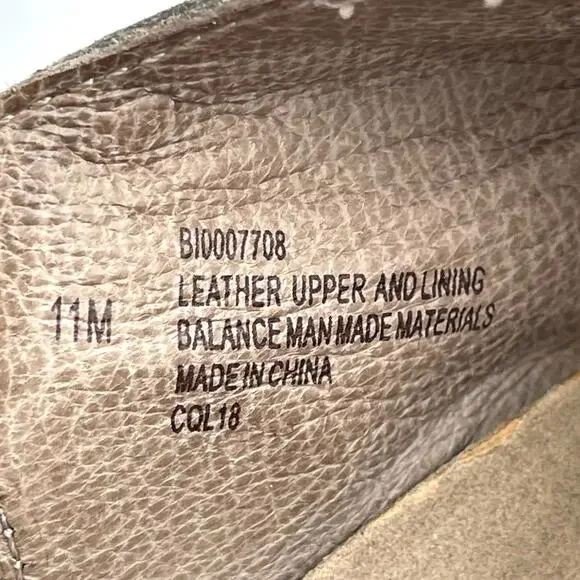 BI0007708
11M
LEATHER UPPER AND LINING
BALANCE MAN MADE MATERIALS
MADE IN CHINA
CQL18